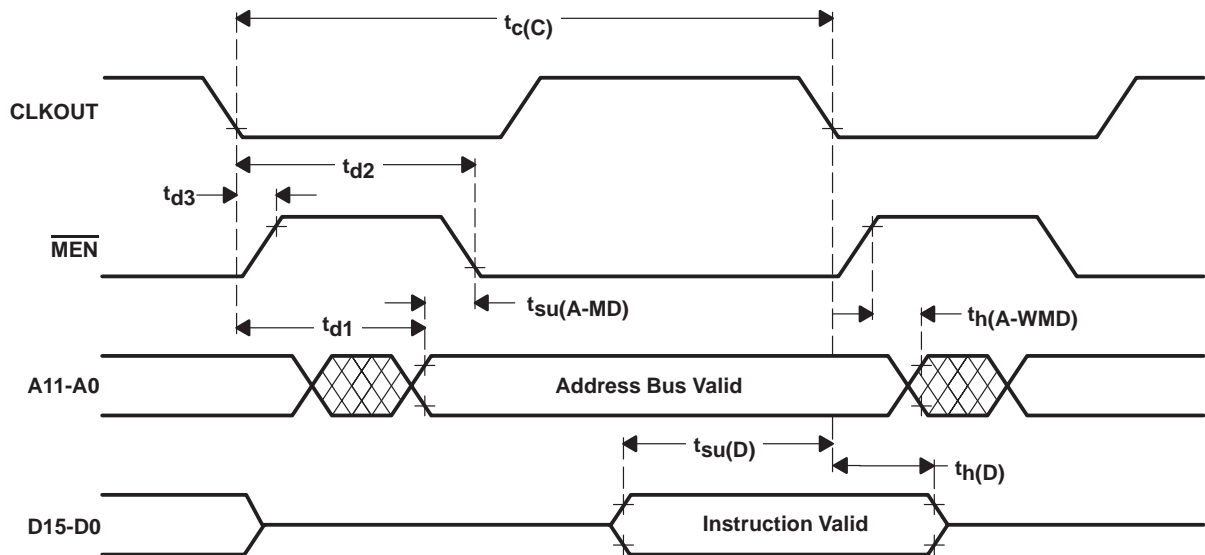 tc(C)
CLKOUT
td2
td3
MEN
tsu(A-MD)
td1
th(A-WMD)
A11-A0
Address Bus Valid
tsu(D)
th(D)
D15-D0
Instruction Valid